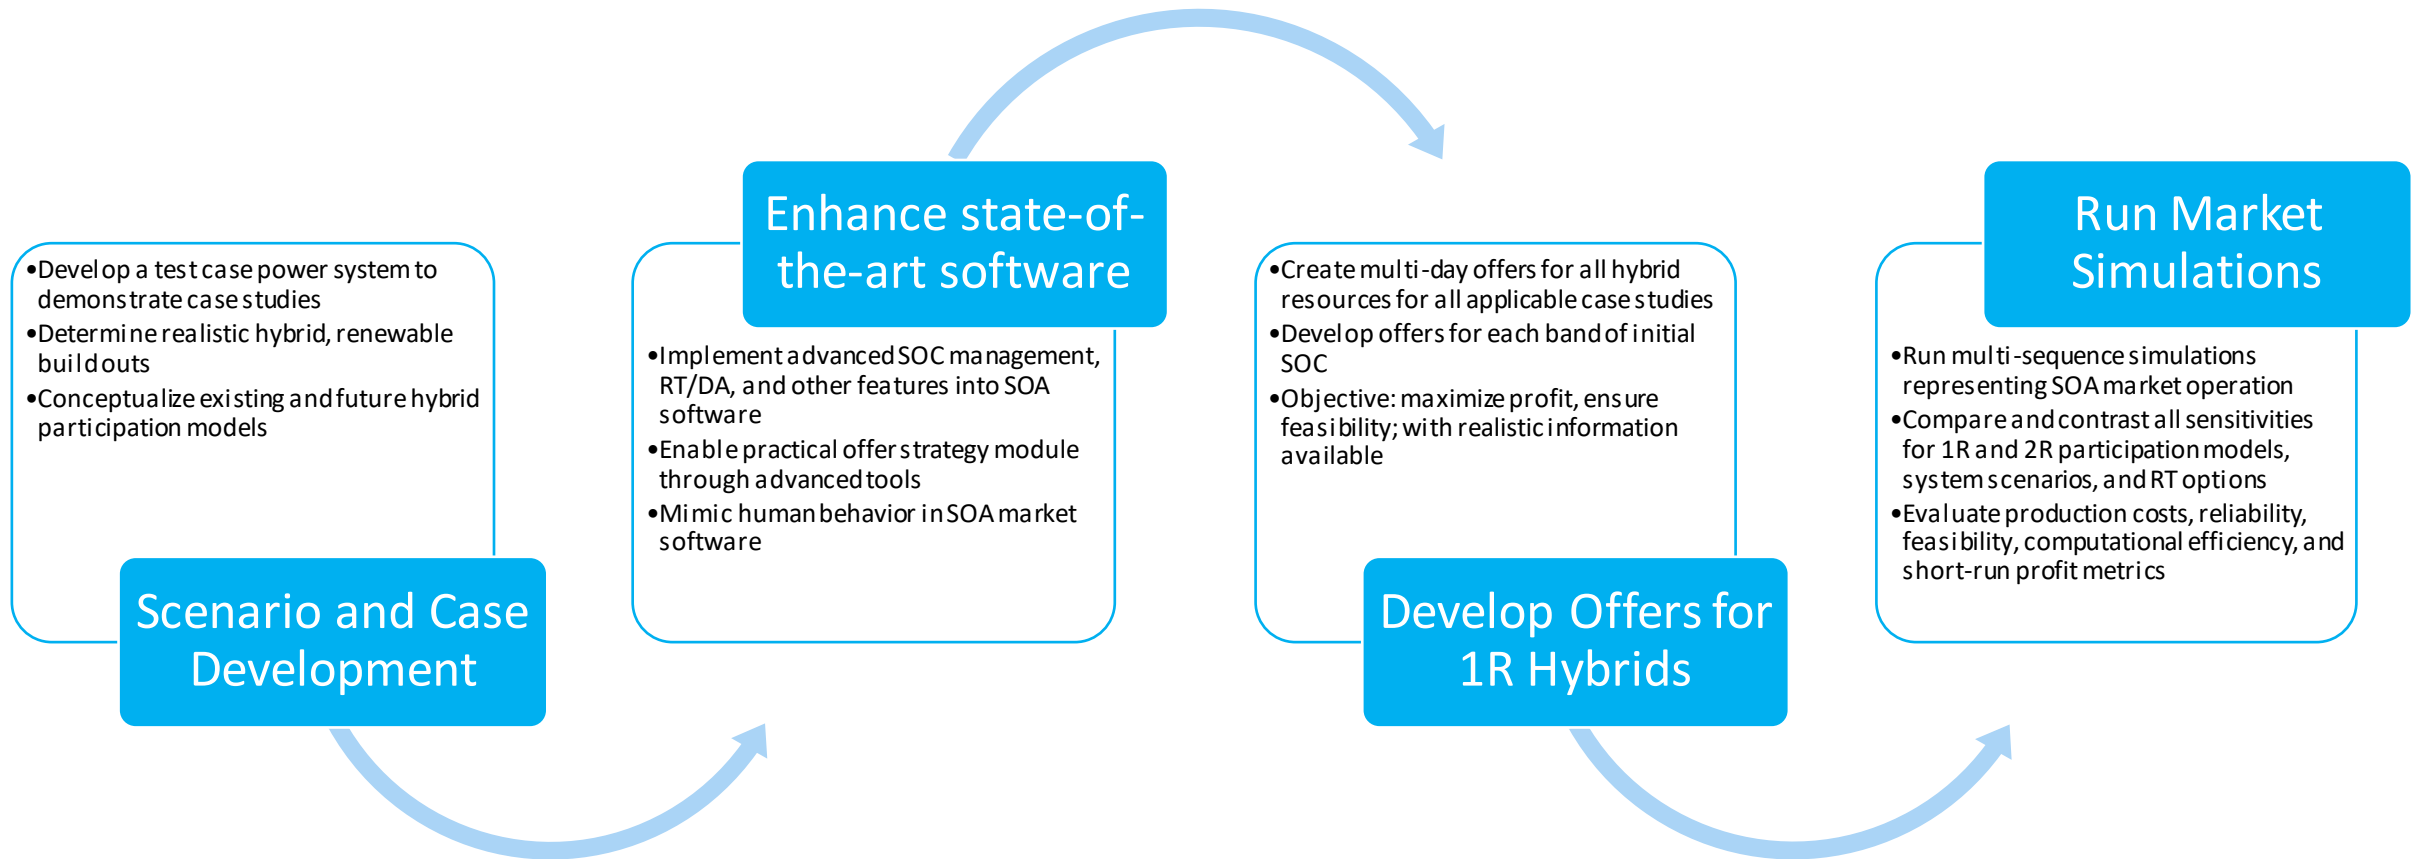 •Develop a test case power system to
demonstrate case studies
•Determine realistic hybrid, renewable
build outs
•Conceptualize existing and future hybrid
participation models
Scenario and Case
Development
Enhance state-of-
the-art software
•Implement advanced SOC management,
RT/DA, and other features into SOA
software
•Enable practical offer strategy module
through advanced tools
•Mimic human behavior in SOA market
software
•Create multi-day offers for all hybrid
resources for all applicable case studies
•Develop offers for each band of initial
SOC
•Objective: maximize profit, ensure
feasibility; with realistic information
available
Develop Offers for
1R Hybrids
Run Market
Simulations
•Run multi-sequence simulations
representing SOA market operation
•Compare and contrast all sensitivities
for 1R and 2R participation models,
system scenarios, and RT options
•Evaluate production costs, reliability,
feasibility, computational efficiency, and
short-run profit metrics